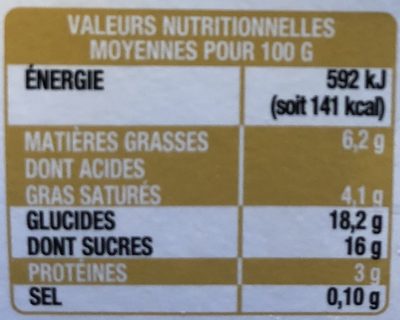 VALEURS NUTRITIONNELLES
MOYENNES POUR 100 G
ÉNERGIE 592 kJ
(soit 141 kcal)
MATIÈRES GRASSES 6,2 g
DONT ACIDES
GRAS SATURÉS 4,1 g
GLUCIDES 18,2 g
DONT SUCRES 16 g
PROTÉINES 3 g
SEL 0,10 g